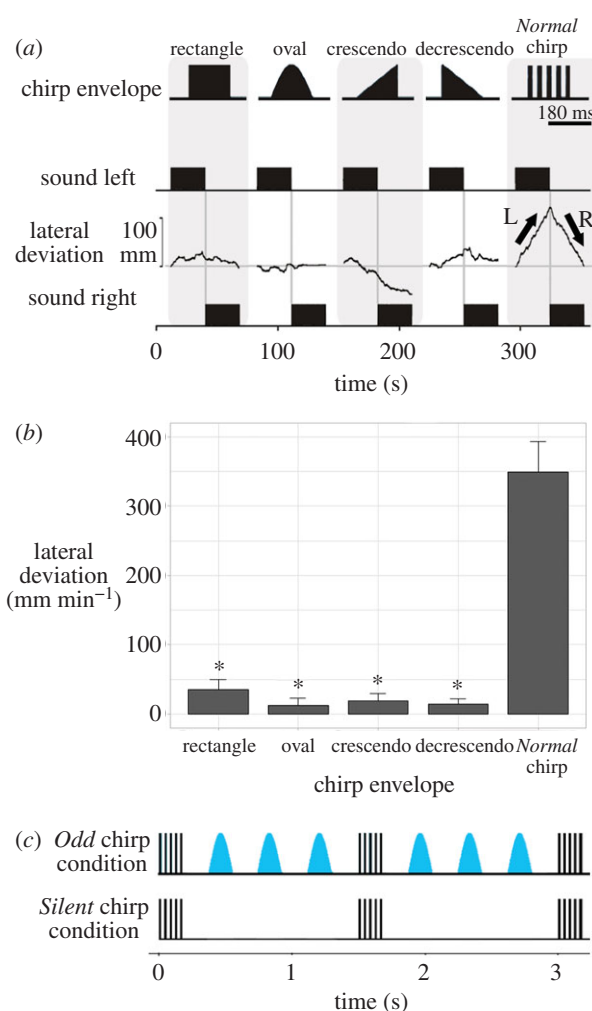 (a)
Normal
rectangle oval crescendo decrescendo chirp
chirp envelope
180 ms
sound left
L R
lateral 100
deviation mm
sound right
0 100 200 300
time (s)
(b)
400
300
lateral
deviation 200
(mm min⁻¹)
100
* * * *
0
rectangle oval crescendo decrescendo Normal
chirp
chirp envelope
(c) Odd chirp
condition
Silent chirp
condition
0 1 2 3
time (s)